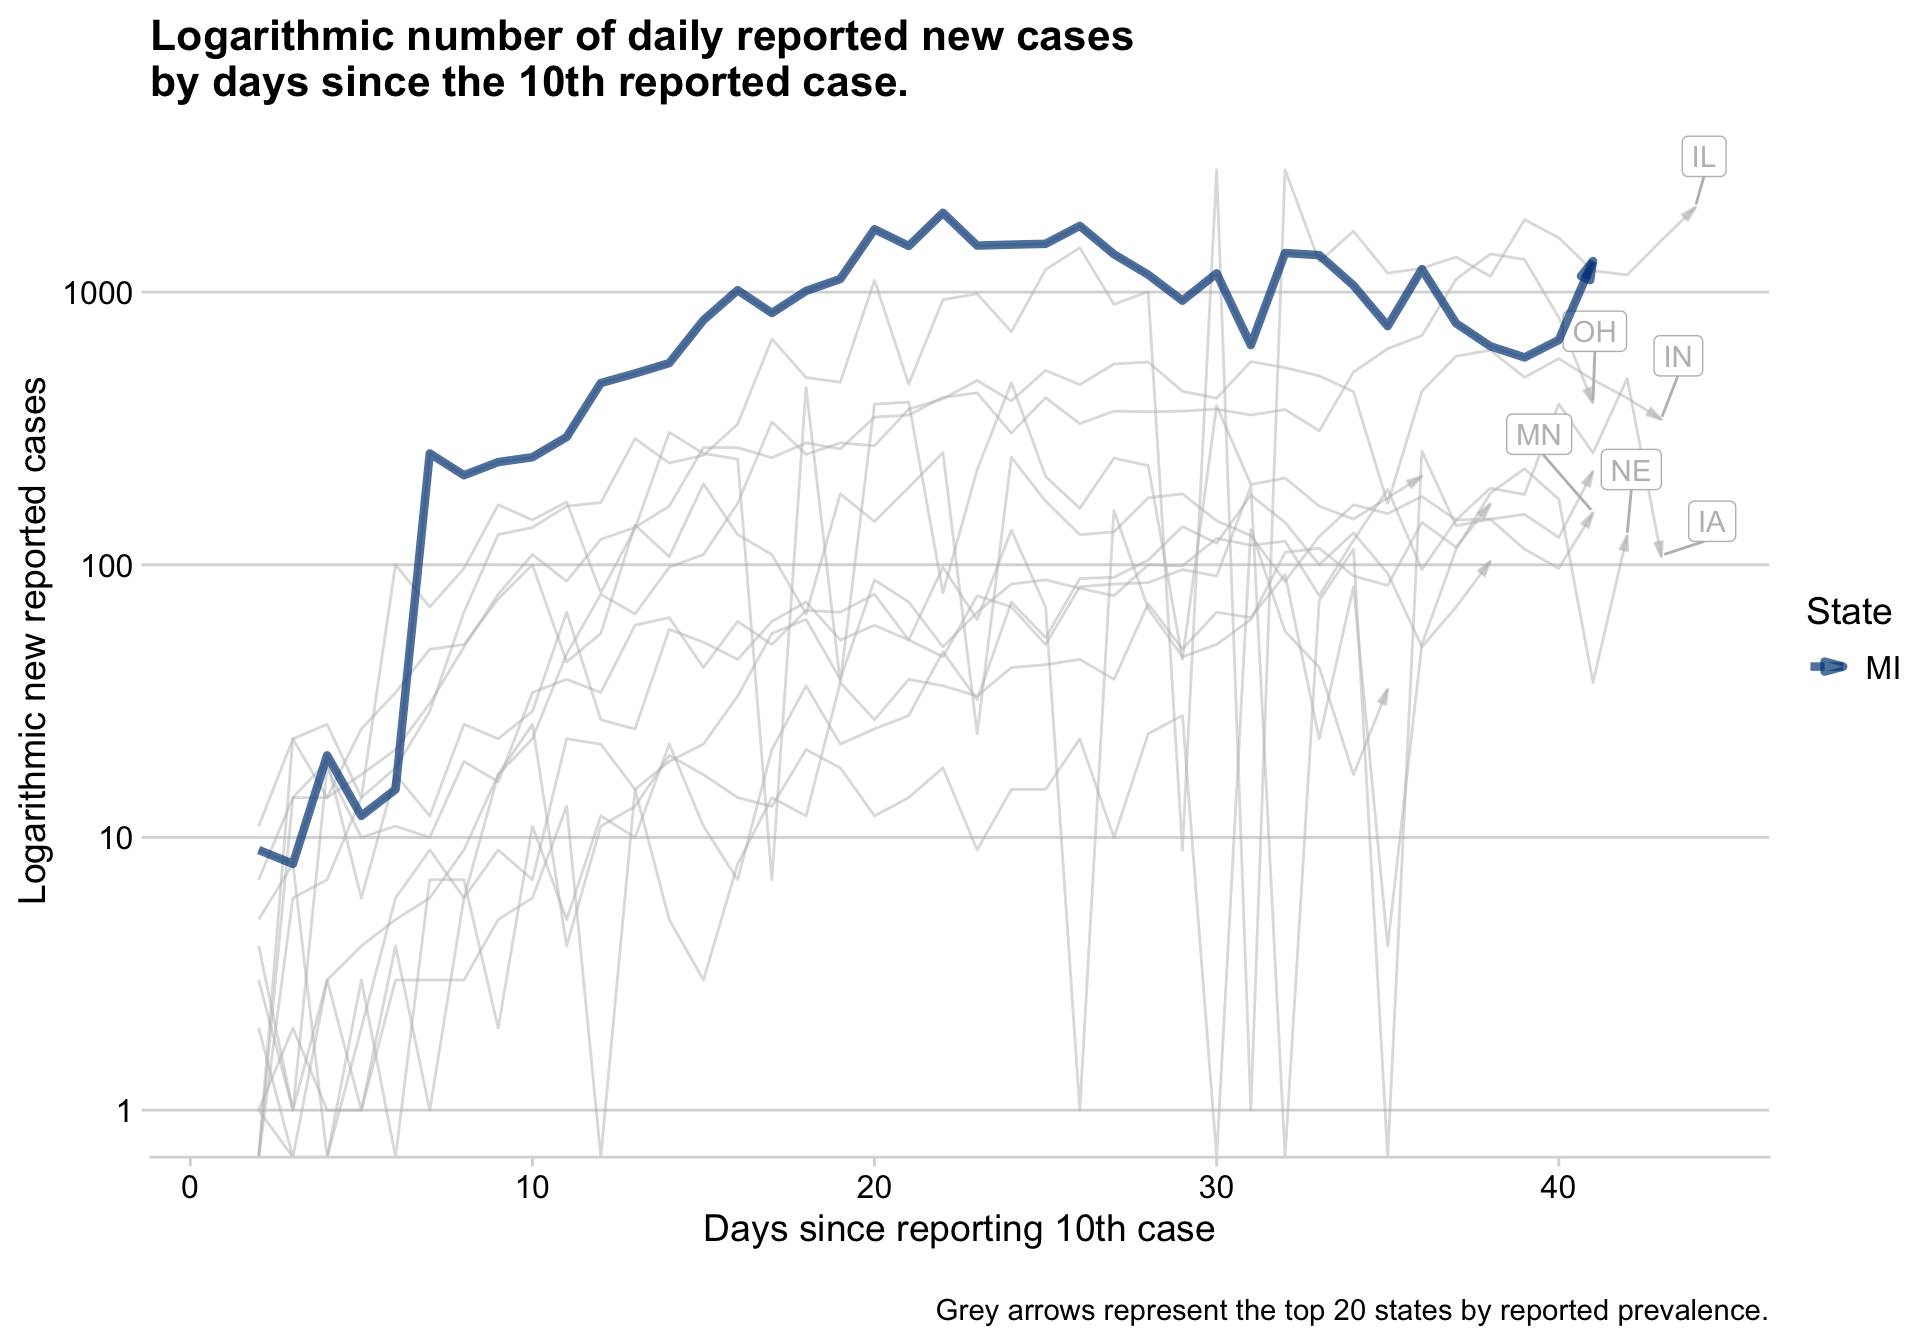 Logarithmic number of daily reported new cases
by days since the 10th reported case.
Logarithmic new reported cases
1000
100
10
1
0
10
20
30
40
Days since reporting 10th case
IL
OH
IN
MN
NE
IA
State
MI
Grey arrows represent the top 20 states by reported prevalence.